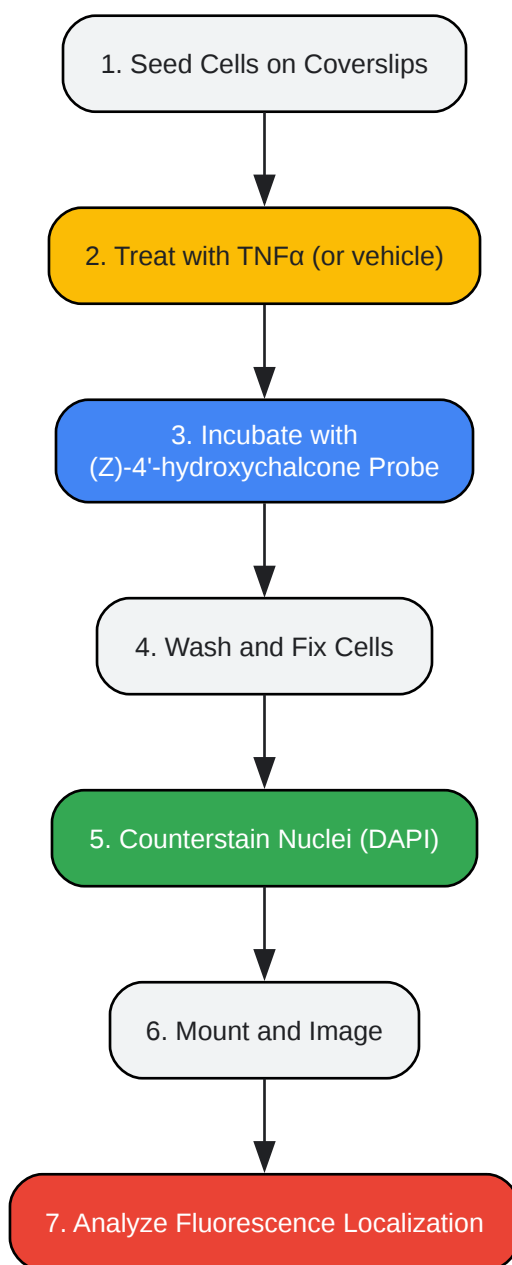 1. Seed Cells on Coverslips
2. Treat with TNFα (or vehicle)
3. Incubate with
(Z)-4'-hydroxychalcone Probe
4. Wash and Fix Cells
5. Counterstain Nuclei (DAPI)
6. Mount and Image
7. Analyze Fluorescence Localization